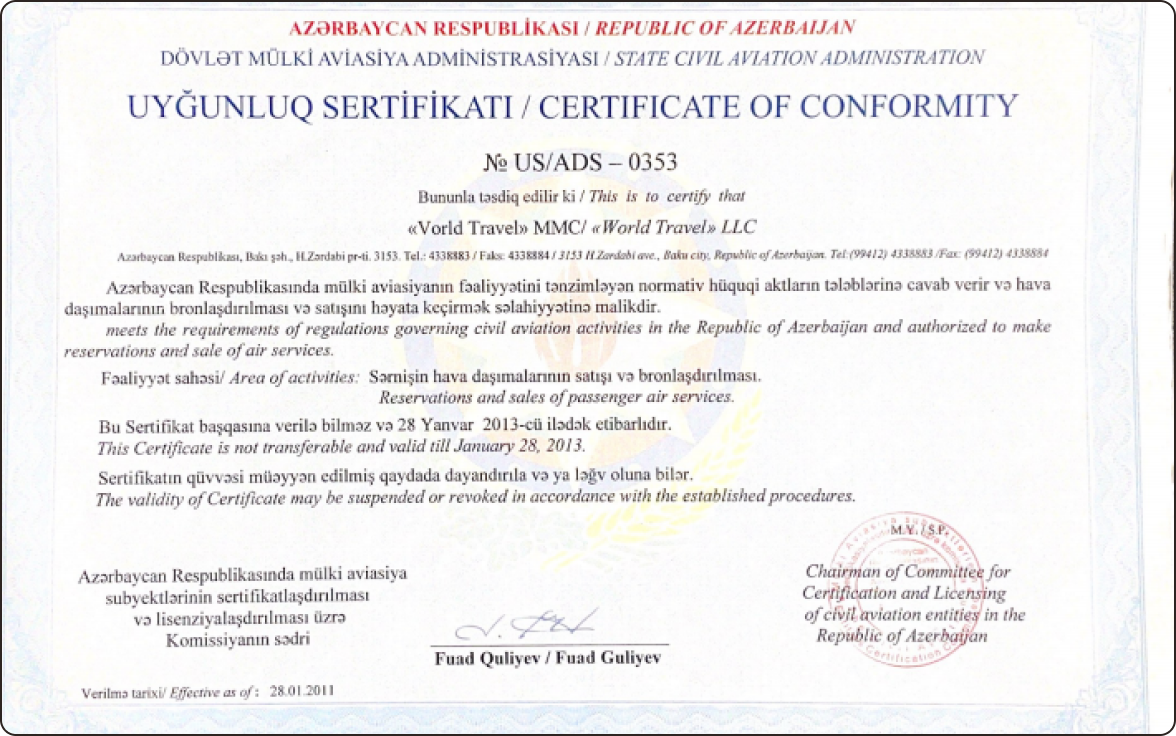 AZƏRBAYCAN RESPUBLİKASI / REPUBLIC OF AZERBAIJAN
DÖVLƏT MÜLKİ AVİASİYA ADMİNİSTRASİYASI / STATE CIVIL AVIATION ADMINISTRATION
UYĞUNLUQ SERTİFİKATI / CERTIFICATE OF CONFORMITY
№ US/ADS – 0353
Bununla təsdiq edilir ki / This is to certify that
«Vorld Travel» MMC/ «World Travel» LLC
Azərbaycan Respublikası, Bakı şəh., H.Zərdabi pr-ti. 3153. Tel.: 4338883 / Faks: 4338884 / 3153 H.Zardabi ave., Baku city, Republic of Azerbaijan. Tel:(99412) 4338883 /Fax: (99412) 4338884
Azərbaycan Respublikasında mülki aviasiyanın fəaliyyətini tənzimləyən normativ hüquqi aktların tələblərinə cavab verir və hava
daşımalarının bronlaşdırılması və satışını həyata keçirmək səlahiyyətinə malikdir.
meets the requirements of regulations governing civil aviation activities in the Republic of Azerbaijan and authorized to make
reservations and sale of air services.
Fəaliyyət sahəsi/ Area of activities: Sərnişin hava daşımalarının satışı və bronlaşdırılması.
Reservations and sales of passenger air services.
Bu Sertifikat başqasına verilə bilməz və 28 Yanvar 2013-cü ilədək etibarlıdır.
This Certificate is not transferable and valid till January 28, 2013.
Sertifikatın qüvvəsi müəyyən edilmiş qaydada dayandırıla və ya ləğv oluna bilər.
The validity of Certificate may be suspended or revoked in accordance with the established procedures.
M.Y. / S.P.
Azərbaycan Respublikasında mülki aviasiya
subyektlərinin sertifikatlaşdırılması
və lisenziyalaşdırılması üzrə
Komissiyanın sədri
Chairman of Committee for
Certification and Licensing
of civil aviation entities in the
Republic of Azerbaijan
Fuad Quliyev / Fuad Guliyev
Verilmə tarixi/ Effective as of : 28.01.2011